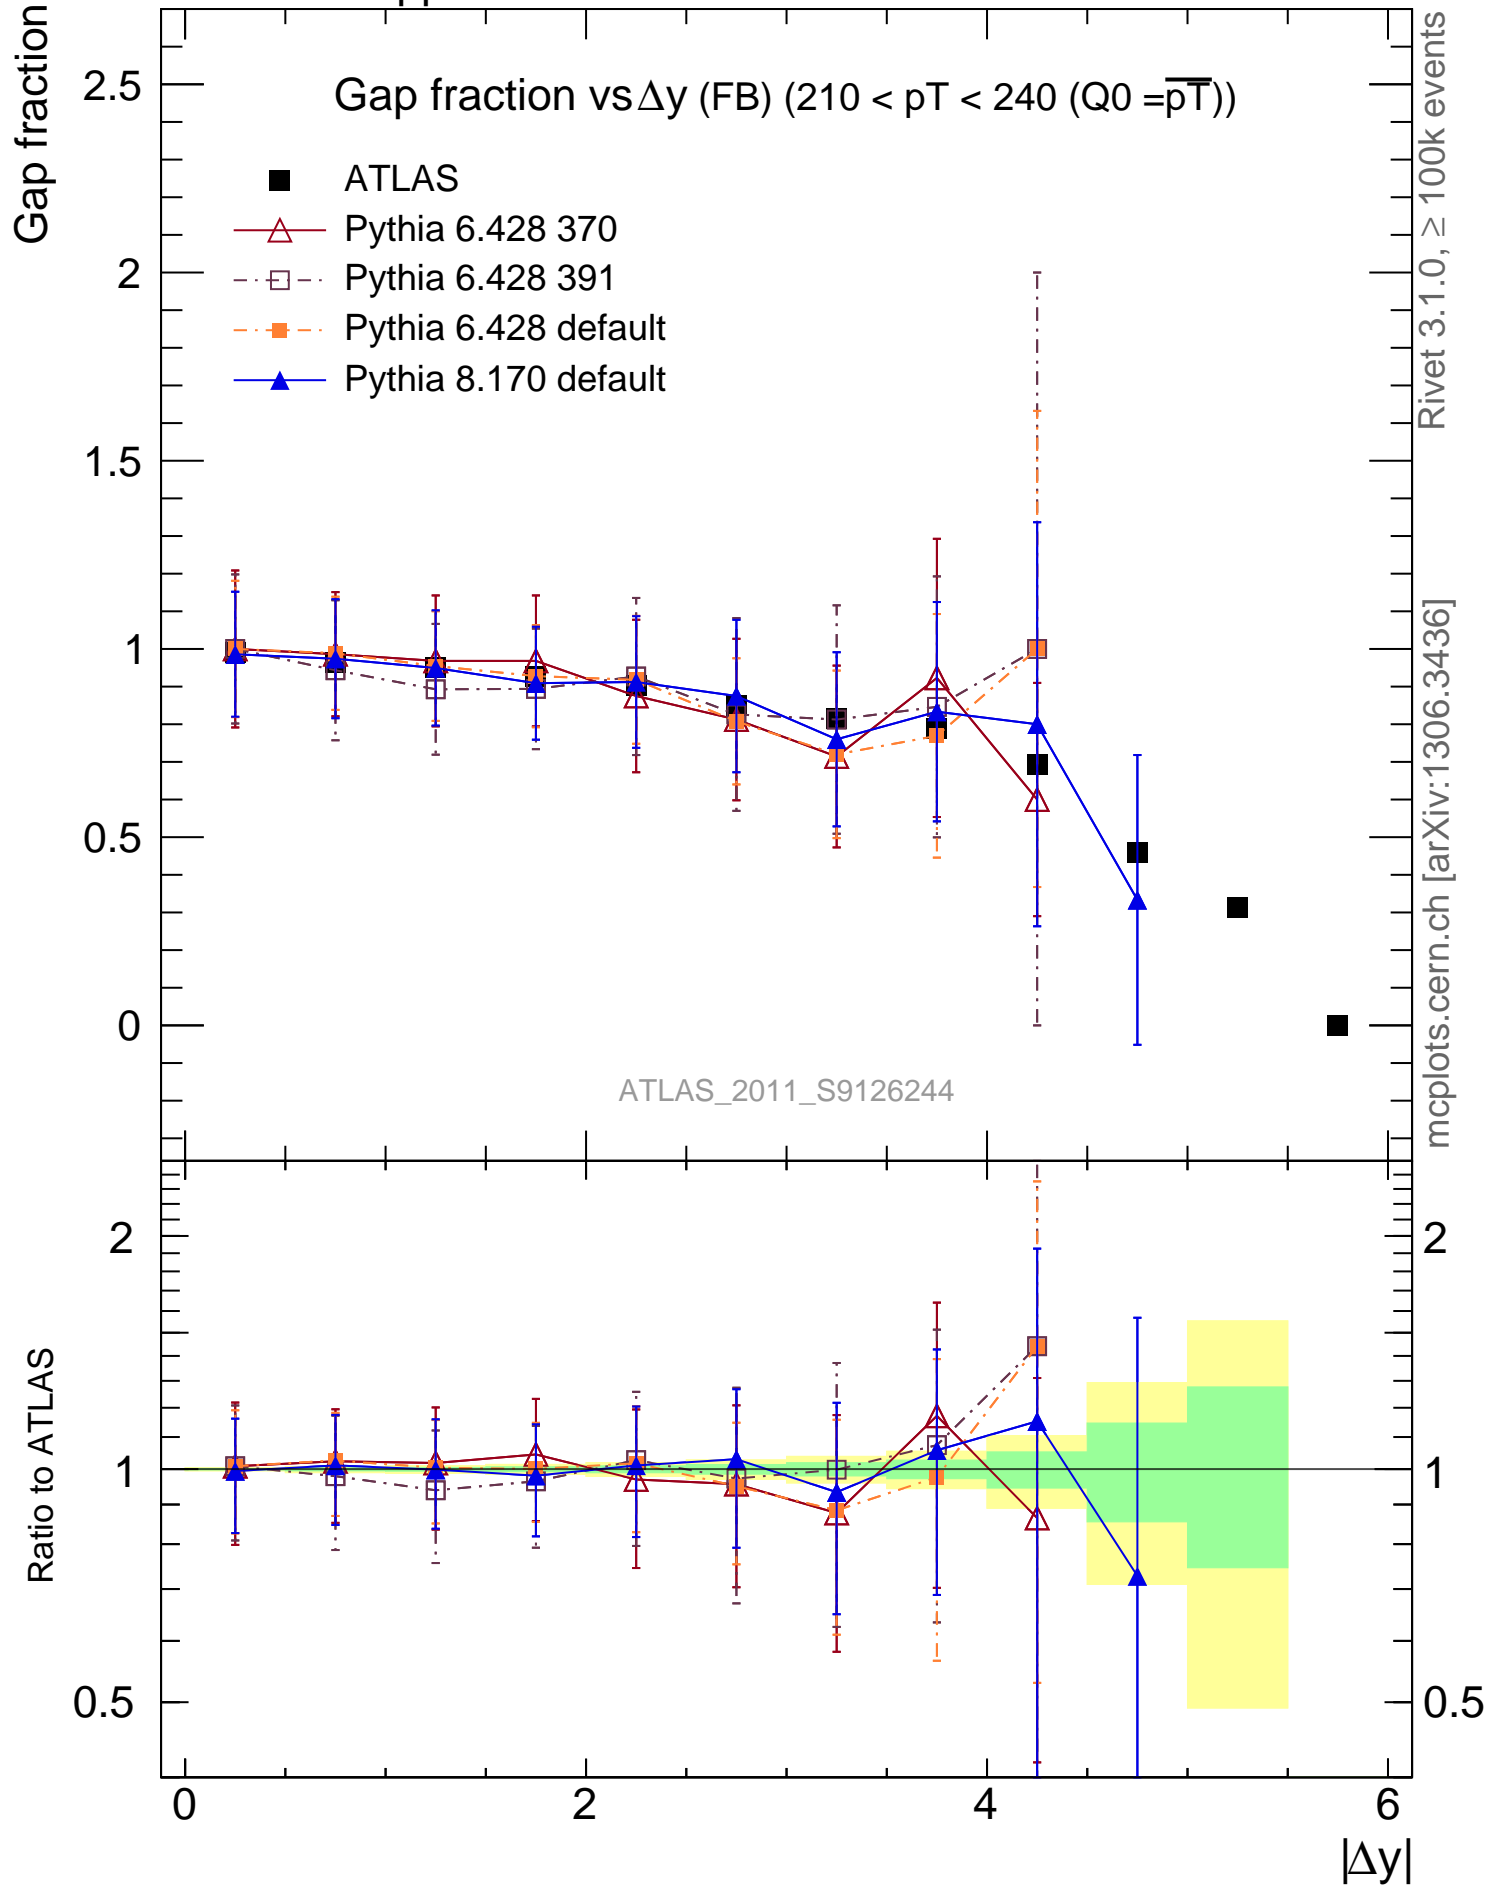 Gap fraction
Gap fraction vs Δy (FB) (210 < pT < 240 (Q0 = pT))
ATLAS
Pythia 6.428 370
Pythia 6.428 391
Pythia 6.428 default
Pythia 8.170 default
2.5
2
1.5
1
0.5
0
ATLAS_2011_S9126244
Rivet 3.1.0, ≥ 100k events
mcplots.cern.ch [arXiv:1306.3436]
Ratio to ATLAS
2
1
0.5
2
1
0.5
0
2
4
6
|Δy|